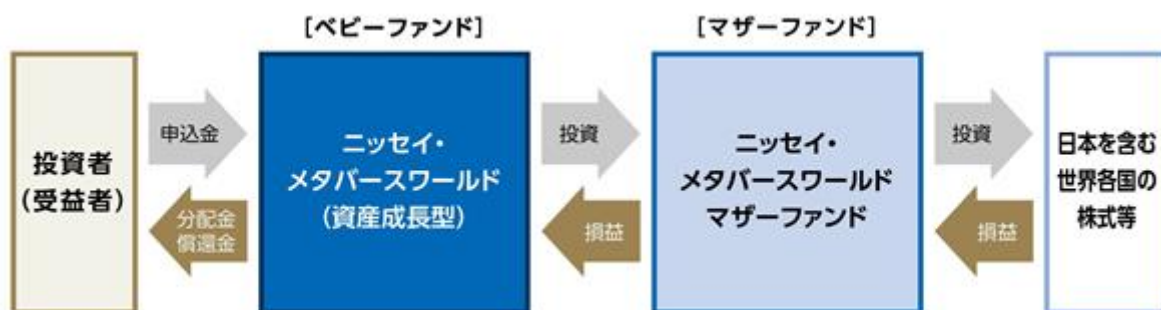 [ベビーファンド]
[マザーファンド]
投資者
(受益者)
申込金
分配金
償還金
ニッセイ・
メタバースワールド
(資産成長型)
投資
損益
ニッセイ・
メタバースワールド
マザーファンド
投資
損益
日本を含む
世界各国の
株式等